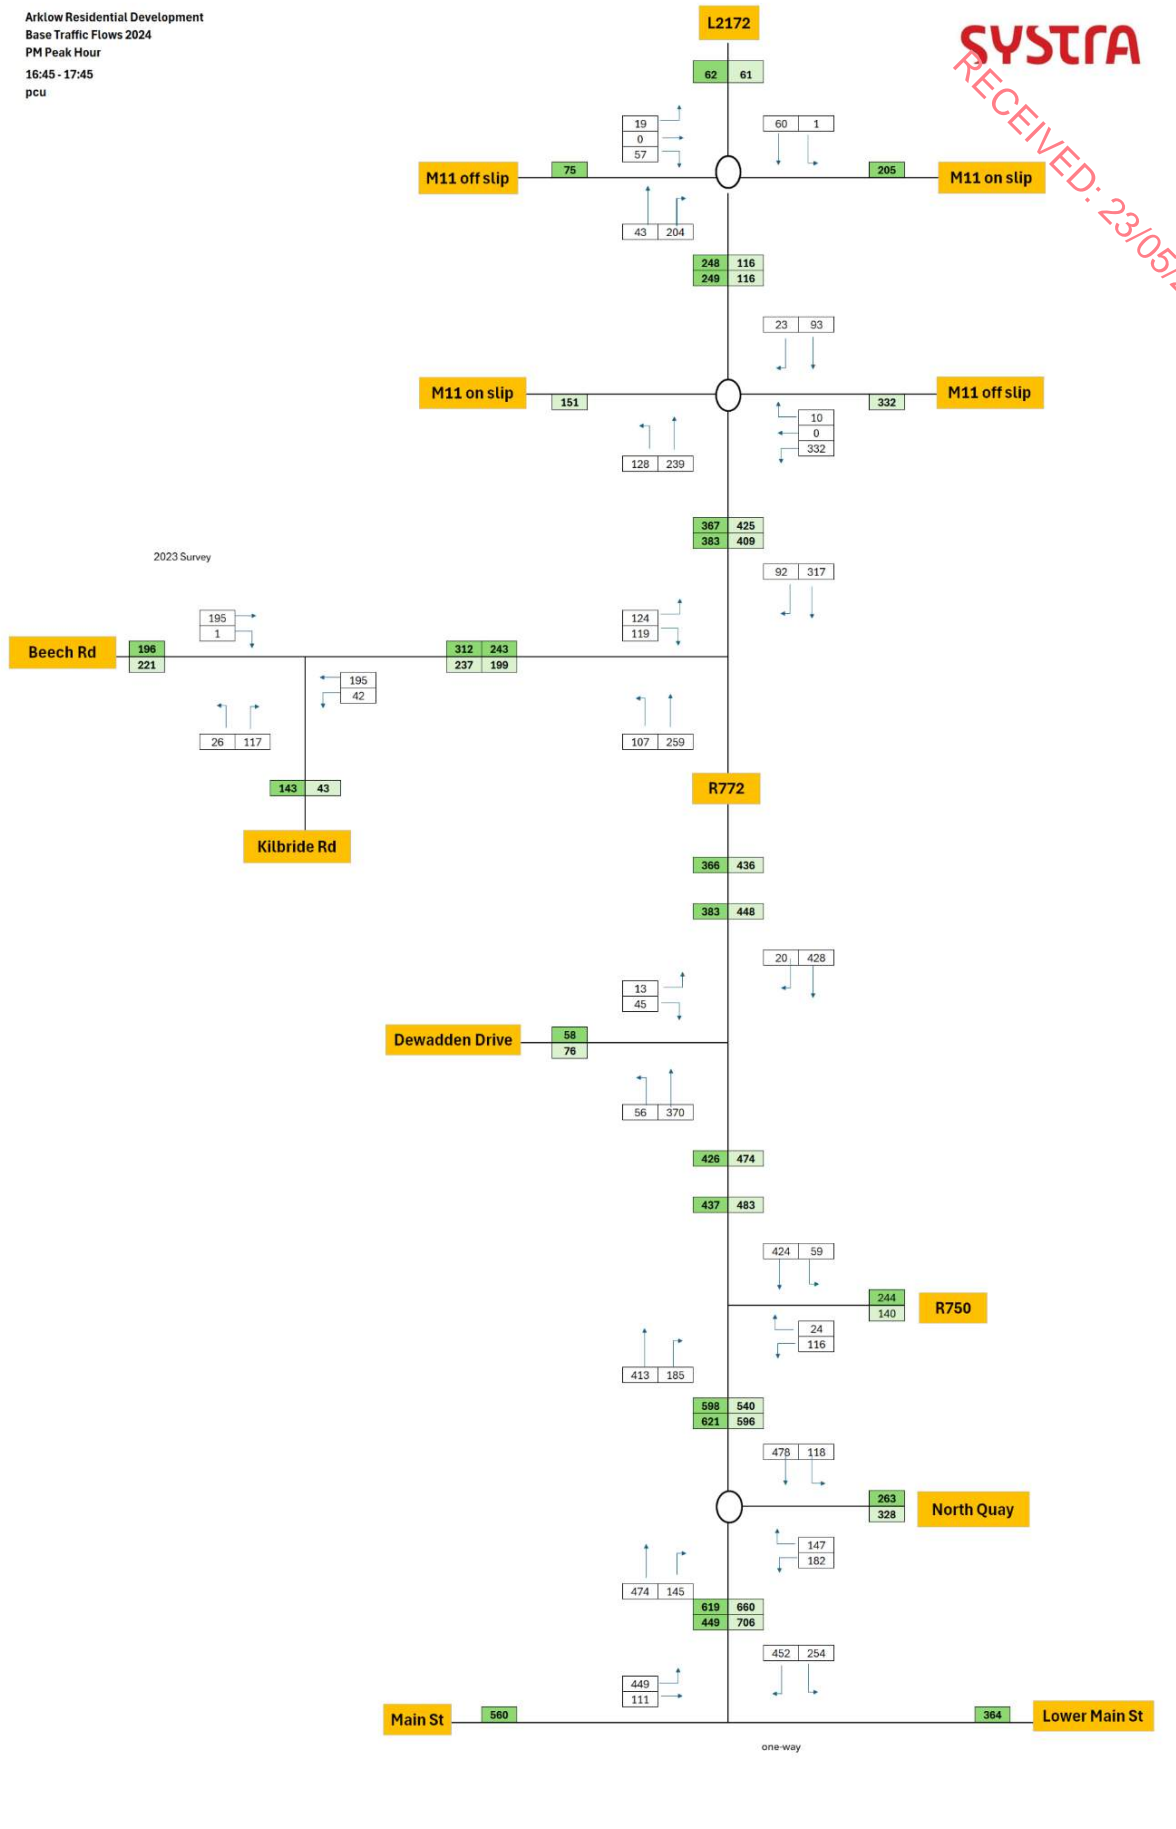 Arklow Residential Development
Base Traffic Flows 2024
PM Peak Hour
16:45 - 17:45
pcu
SYSTRA
RECEIVED: 23/05/2
L2172
62 61
19
0
57
60 1
M11 off slip
75
205
M11 on slip
43 204
248 116
249 116
23 93
M11 on slip
151
332
M11 off slip
10
0
332
128 239
367 425
383 409
2023 Survey
92 317
195
1
124
119
Beech Rd
196
221
312 243
237 199
195
42
26 117
107 259
143 43
R772
Kilbride Rd
366 436
383 448
20 428
13
45
Dewadden Drive
58
76
56 370
426 474
437 483
424 59
244
140
R750
24
116
413 185
598 540
621 596
478 118
263
328
North Quay
147
182
474 145
619 660
449 706
452 254
449
111
Main St
560
364
Lower Main St
one-way